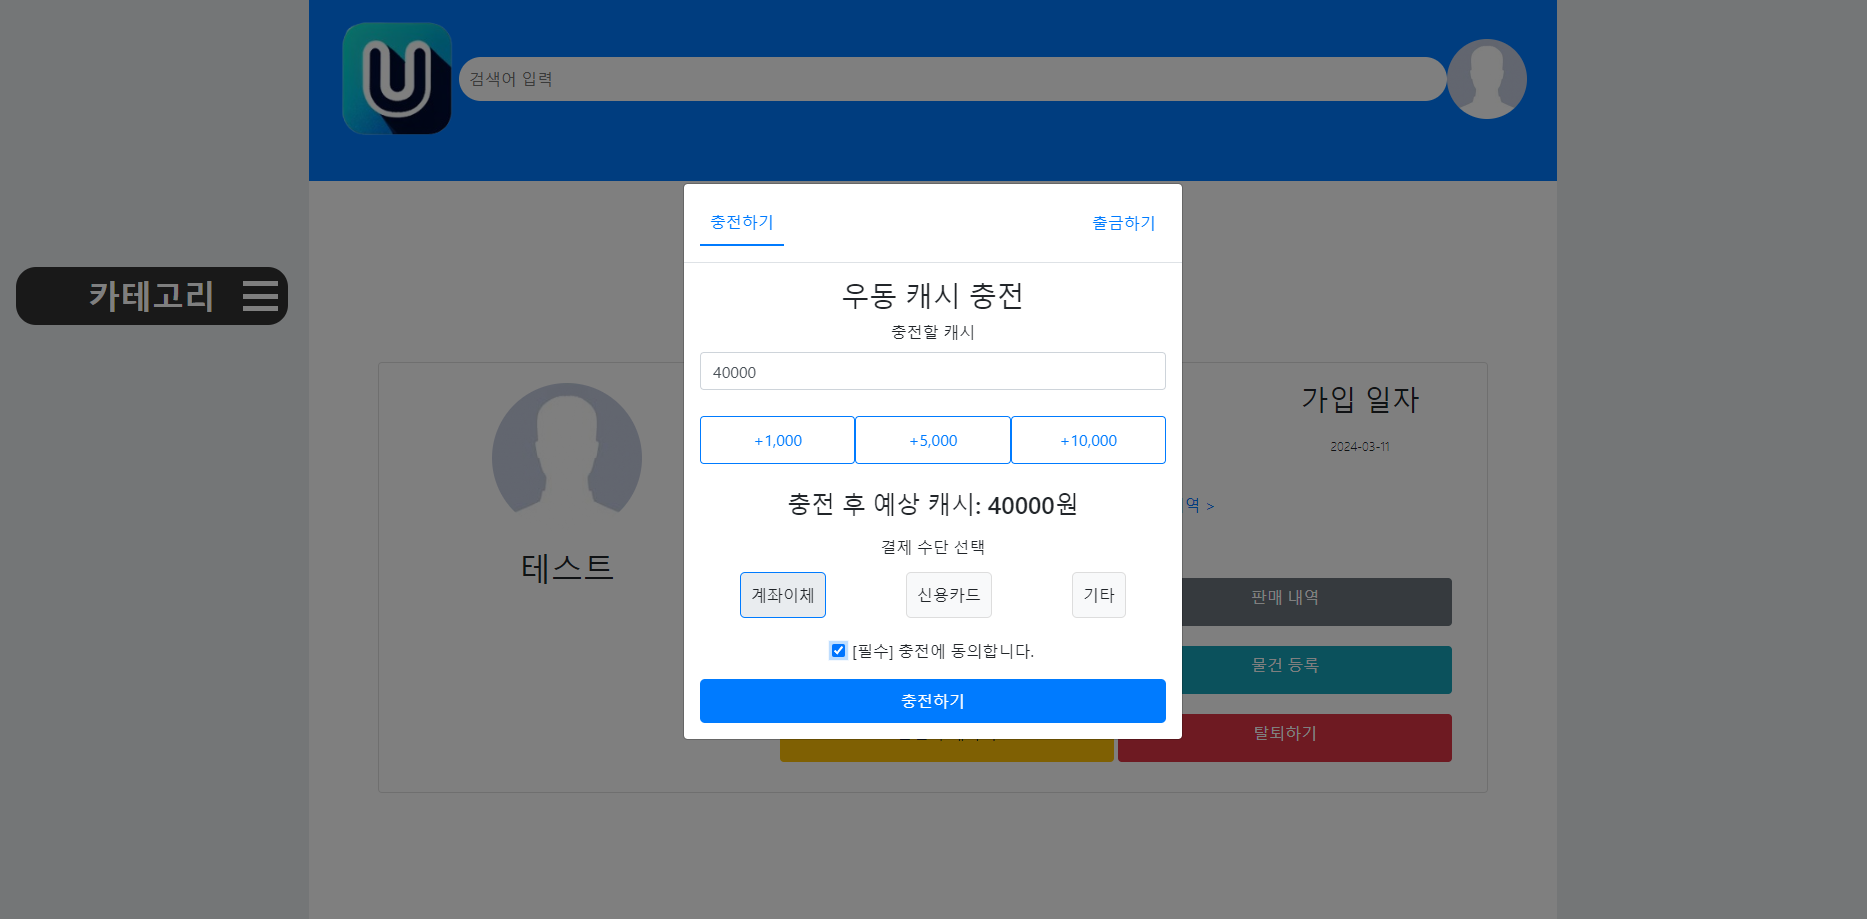 U
검색어 입력
카테고리
충전하기
출금하기
우동 캐시 충전
충전할 캐시
40000
+1,000
+5,000
+10,000
충전 후 예상 캐시: 40000원
결제 수단 선택
계좌이체
신용카드
기타
[필수] 충전에 동의합니다.
충전하기
테스트
가입 일자
2024-03-11
역 >
판매 내역
물건 등록
탈퇴하기